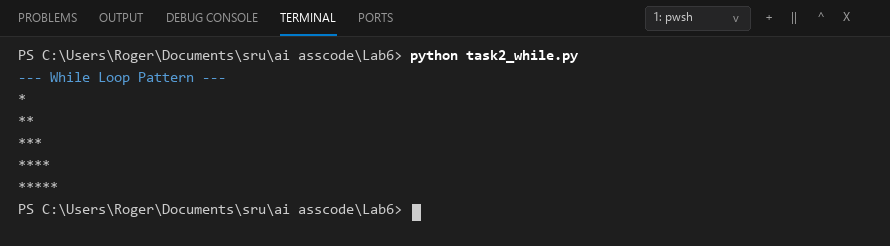 PROBLEMS OUTPUT DEBUG CONSOLE TERMINAL PORTS 1: pwsh v + || ^ X
PS C:\Users\Roger\Documents\sru\ai asscode\Lab6> python task2_while.py
--- While Loop Pattern ---
*
**
***
****
*****
PS C:\Users\Roger\Documents\sru\ai asscode\Lab6>